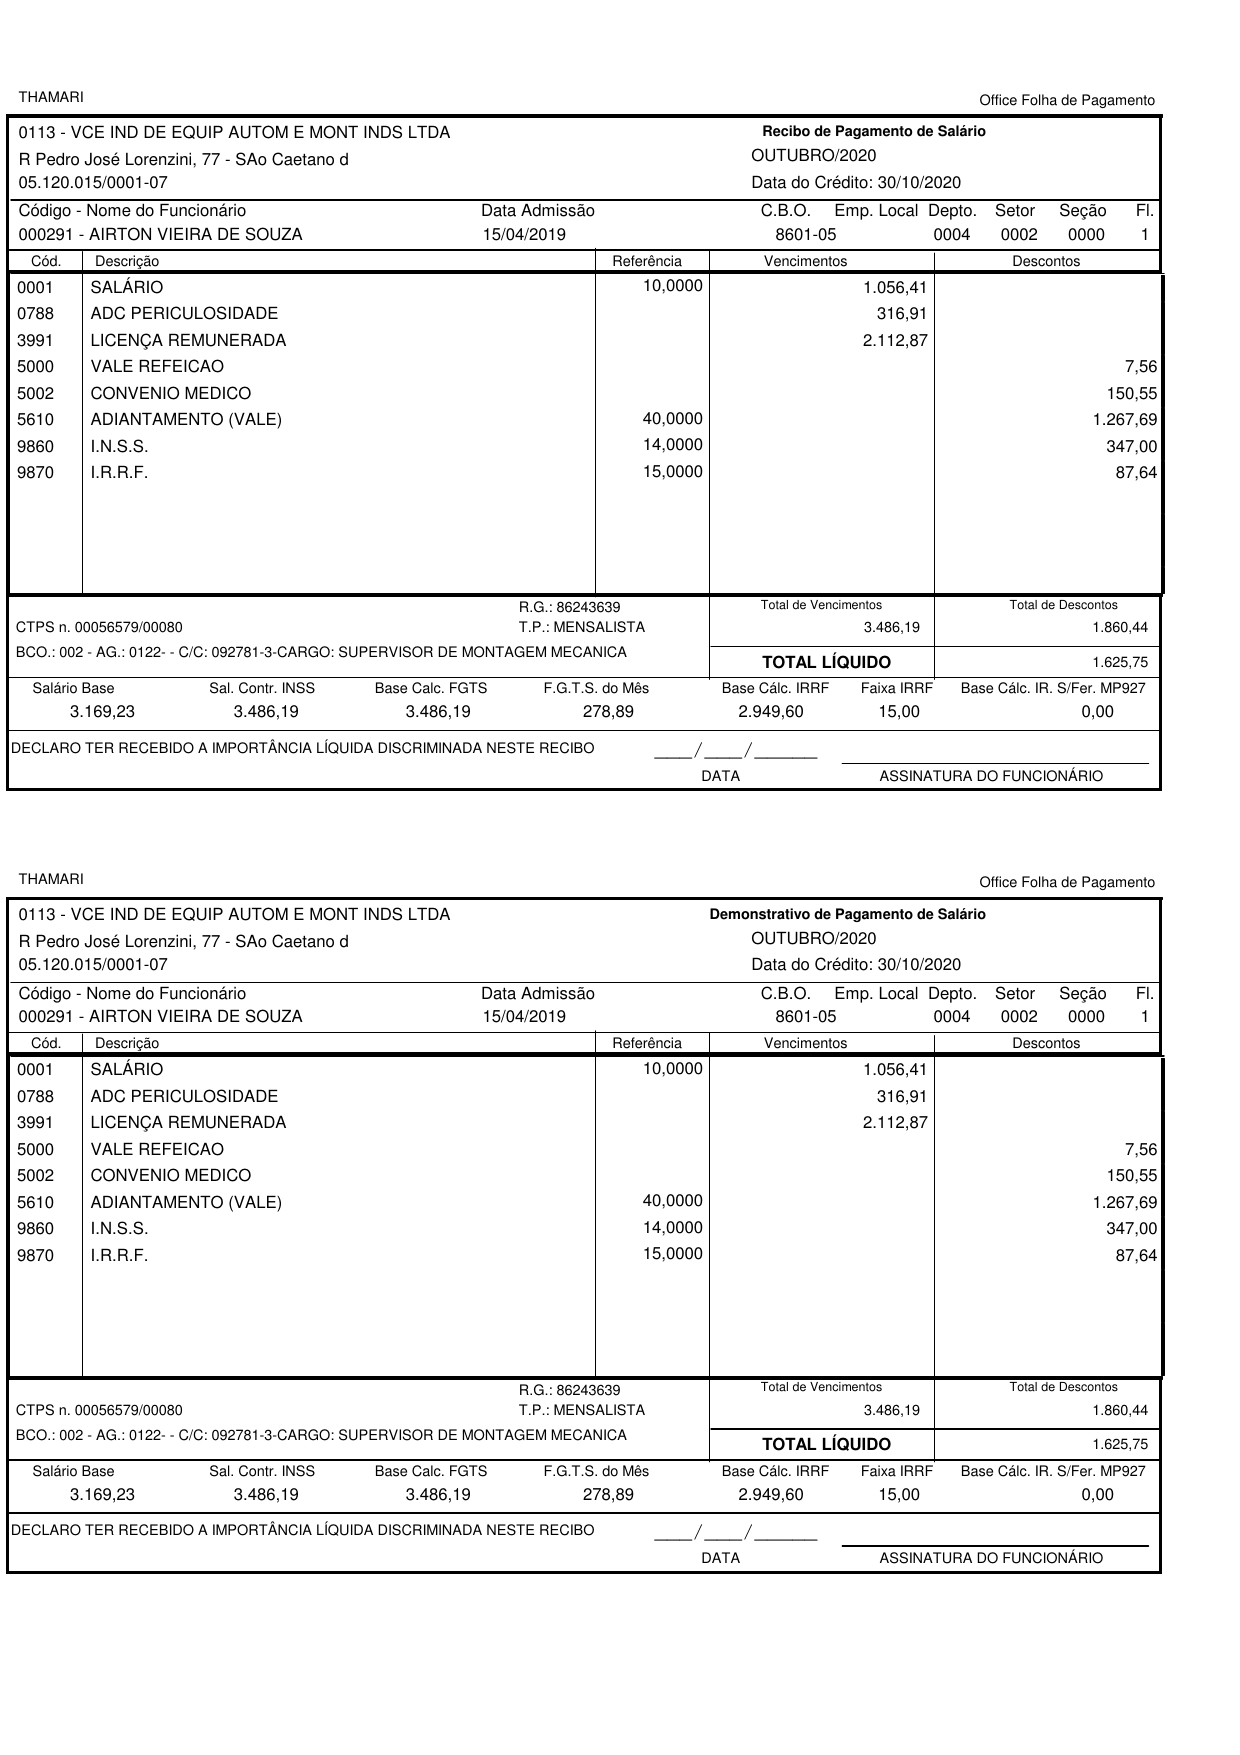 THAMARI Office Folha de Pagamento
0113 - VCE IND DE EQUIP AUTOM E MONT INDS LTDA Recibo de Pagamento de Salário
R Pedro José Lorenzini, 77 - SAo Caetano d OUTUBRO/2020
05.120.015/0001-07 Data do Crédito: 30/10/2020
Código - Nome do Funcionário Data Admissão C.B.O. Emp. Local Depto. Setor Seção Fl.
000291 - AIRTON VIEIRA DE SOUZA 15/04/2019 8601-05 0004 0002 0000 1
Cód. Descrição Referência Vencimentos Descontos
0001 SALÁRIO 10,0000 1.056,41
0788 ADC PERICULOSIDADE 316,91
3991 LICENÇA REMUNERADA 2.112,87
5000 VALE REFEICAO 7,56
5002 CONVENIO MEDICO 150,55
5610 ADIANTAMENTO (VALE) 40,0000 1.267,69
9860 I.N.S.S. 14,0000 347,00
9870 I.R.R.F. 15,0000 87,64
R.G.: 86243639 Total de Vencimentos Total de Descontos
CTPS n. 00056579/00080 T.P.: MENSALISTA 3.486,19 1.860,44
BCO.: 002 - AG.: 0122- - C/C: 092781-3-CARGO: SUPERVISOR DE MONTAGEM MECANICA
TOTAL LÍQUIDO 1.625,75
Salário Base Sal. Contr. INSS Base Calc. FGTS F.G.T.S. do Mês Base Cálc. IRRF Faixa IRRF Base Cálc. IR. S/Fer. MP927
3.169,23 3.486,19 3.486,19 278,89 2.949,60 15,00 0,00
DECLARO TER RECEBIDO A IMPORTÂNCIA LÍQUIDA DISCRIMINADA NESTE RECIBO ____/____/______
DATA ASSINATURA DO FUNCIONÁRIO
THAMARI Office Folha de Pagamento
0113 - VCE IND DE EQUIP AUTOM E MONT INDS LTDA Demonstrativo de Pagamento de Salário
R Pedro José Lorenzini, 77 - SAo Caetano d OUTUBRO/2020
05.120.015/0001-07 Data do Crédito: 30/10/2020
Código - Nome do Funcionário Data Admissão C.B.O. Emp. Local Depto. Setor Seção Fl.
000291 - AIRTON VIEIRA DE SOUZA 15/04/2019 8601-05 0004 0002 0000 1
Cód. Descrição Referência Vencimentos Descontos
0001 SALÁRIO 10,0000 1.056,41
0788 ADC PERICULOSIDADE 316,91
3991 LICENÇA REMUNERADA 2.112,87
5000 VALE REFEICAO 7,56
5002 CONVENIO MEDICO 150,55
5610 ADIANTAMENTO (VALE) 40,0000 1.267,69
9860 I.N.S.S. 14,0000 347,00
9870 I.R.R.F. 15,0000 87,64
R.G.: 86243639 Total de Vencimentos Total de Descontos
CTPS n. 00056579/00080 T.P.: MENSALISTA 3.486,19 1.860,44
BCO.: 002 - AG.: 0122- - C/C: 092781-3-CARGO: SUPERVISOR DE MONTAGEM MECANICA
TOTAL LÍQUIDO 1.625,75
Salário Base Sal. Contr. INSS Base Calc. FGTS F.G.T.S. do Mês Base Cálc. IRRF Faixa IRRF Base Cálc. IR. S/Fer. MP927
3.169,23 3.486,19 3.486,19 278,89 2.949,60 15,00 0,00
DECLARO TER RECEBIDO A IMPORTÂNCIA LÍQUIDA DISCRIMINADA NESTE RECIBO ____/____/______
DATA ASSINATURA DO FUNCIONÁRIO